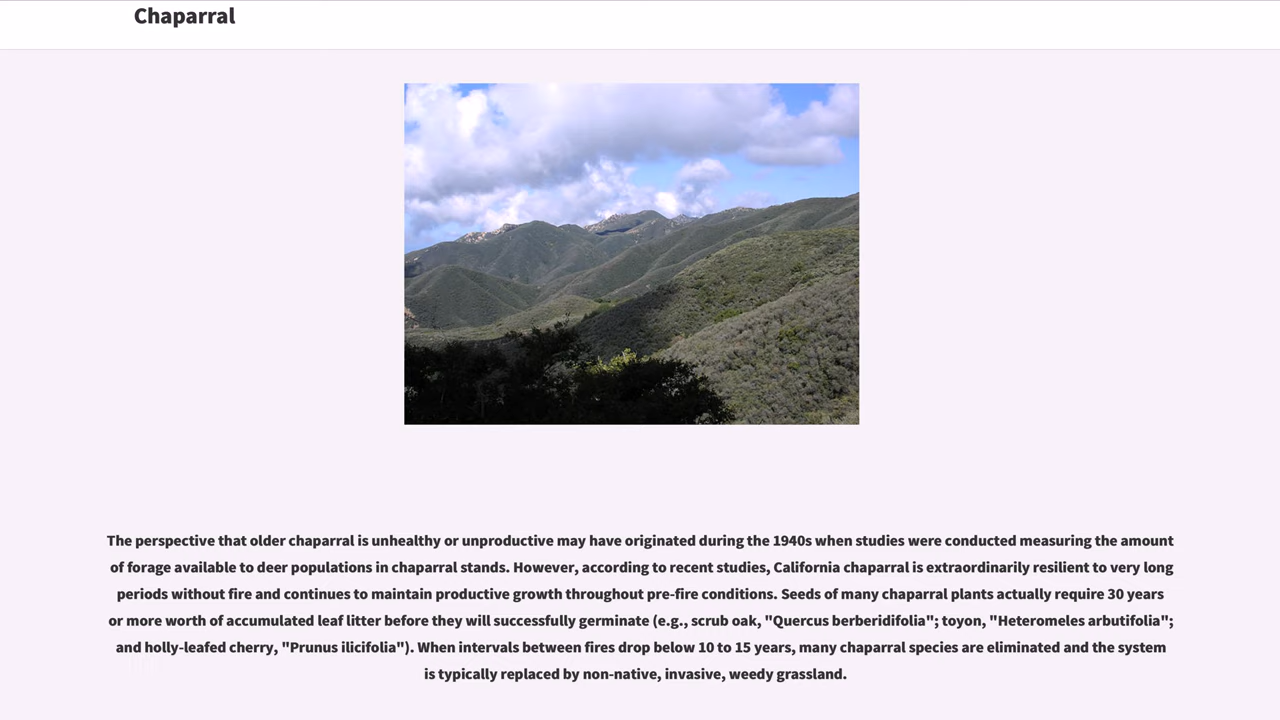 Chaparral
The perspective that older chaparral is unhealthy or unproductive may have originated during the 1940s when studies were conducted measuring the amount
of forage available to deer populations in chaparral stands. However, according to recent studies, California chaparral is extraordinarily resilient to very long
periods without fire and continues to maintain productive growth throughout pre-fire conditions. Seeds of many chaparral plants actually require 30 years
or more worth of accumulated leaf litter before they will successfully germinate (e.g., scrub oak, "Quercus berberidifolia"; toyon, "Heteromeles arbutifolia";
and holly-leafed cherry, "Prunus ilicifolia"). When intervals between fires drop below 10 to 15 years, many chaparral species are eliminated and the system
is typically replaced by non-native, invasive, weedy grassland.